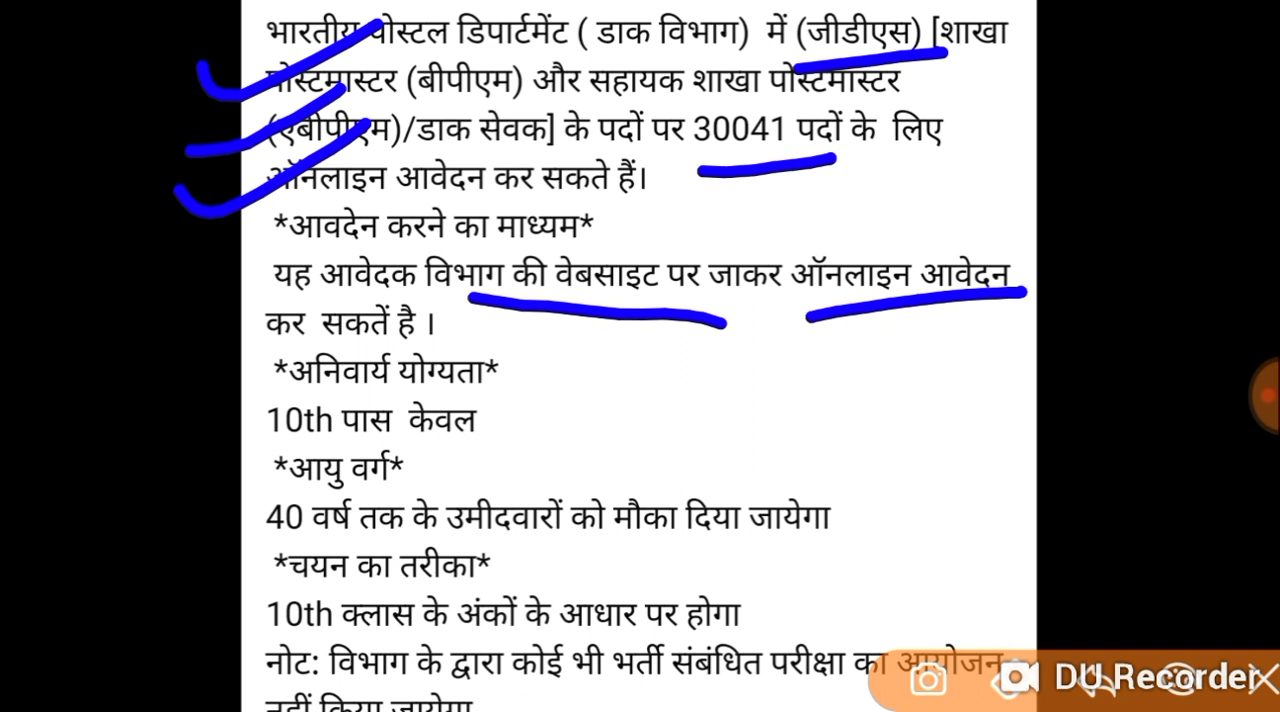 भारतीय पोस्टल डिपार्टमेंट ( डाक विभाग) में (जीडीएस) [शाखा
पोस्टमास्टर (बीपीएम) और सहायक शाखा पोस्टमास्टर
(एबीपीएम)/डाक सेवक] के पदों पर 30041 पदों के लिए
ऑनलाइन आवेदन कर सकते हैं।
*आवदेन करने का माध्यम*
यह आवेदक विभाग की वेबसाइट पर जाकर ऑनलाइन आवेदन
कर सकतें है ।
*अनिवार्य योग्यता*
10th पास केवल
*आयु वर्ग*
40 वर्ष तक के उमीदवारों को मौका दिया जायेगा
*चयन का तरीका*
10th क्लास के अंकों के आधार पर होगा
नोट: विभाग के द्वारा कोई भी भर्ती संबंधित परीक्षा का आयोजन
DU Recorder
नहीं किया जायेगा